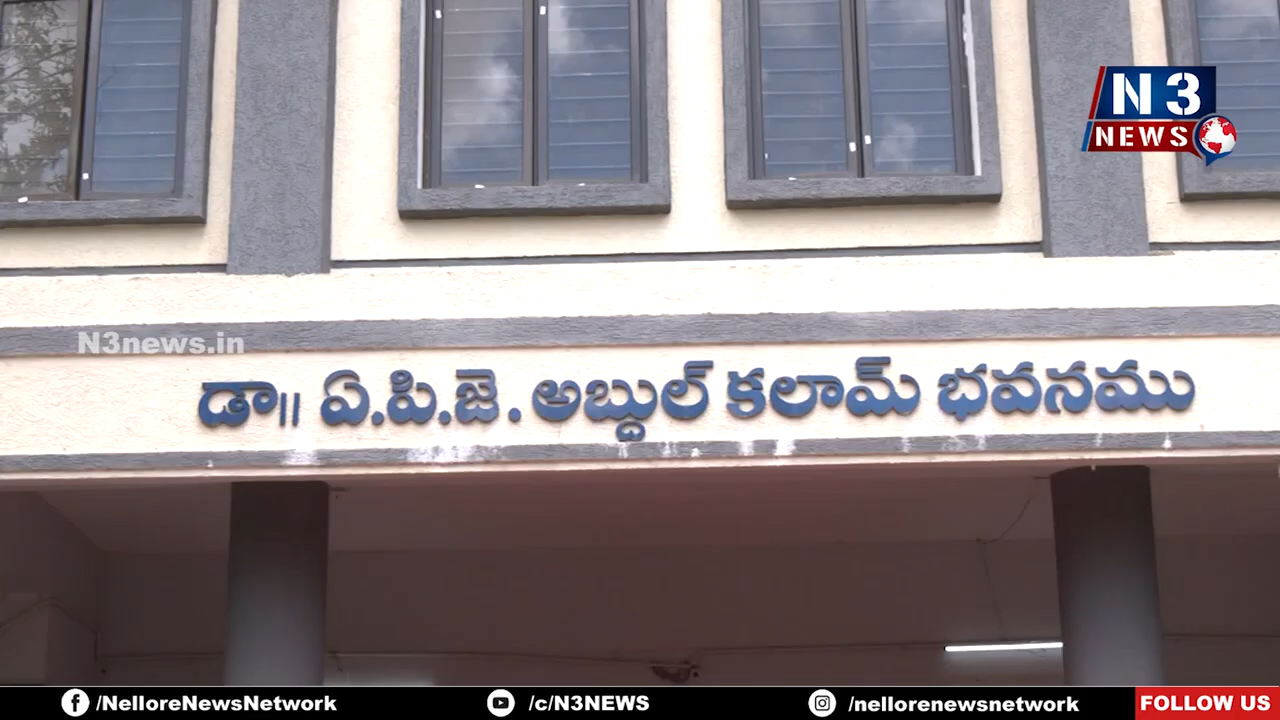 N3
NEWS
N3news.in
డా॥ ఏ.పి.జె. అబ్దుల్ కలామ్ భవనము
/NelloreNewsNetwork
/c/N3NEWS
/nellorenewsnetwork
FOLLOW US